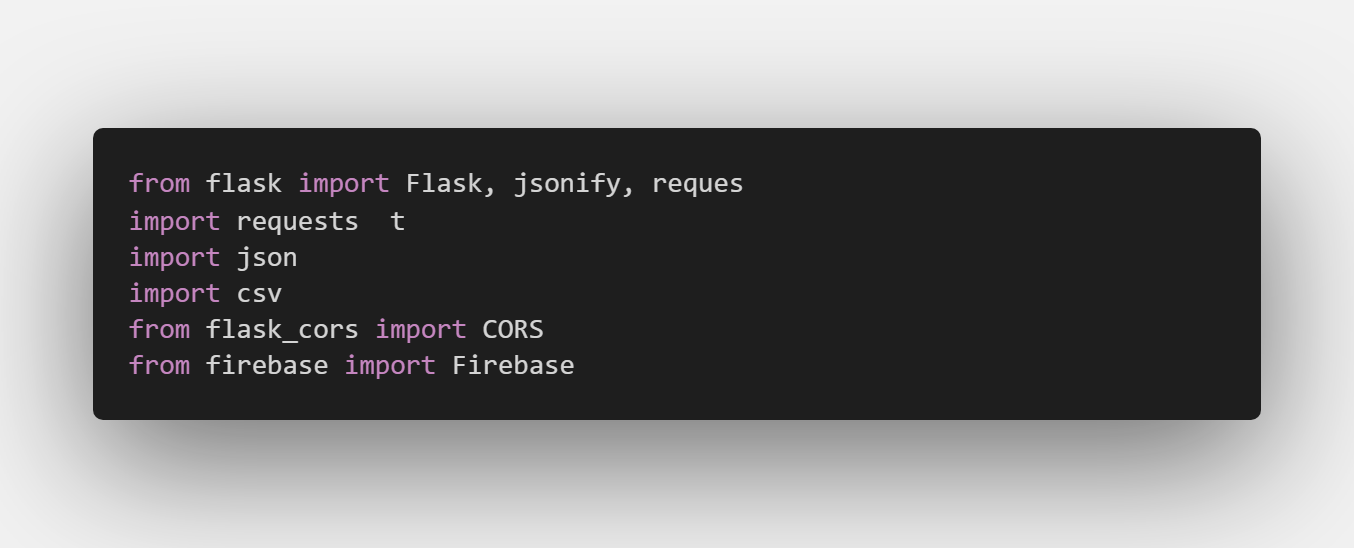 from flask import Flask, jsonify, reques
import requests  t
import json
import csv
from flask_cors import CORS
from firebase import Firebase